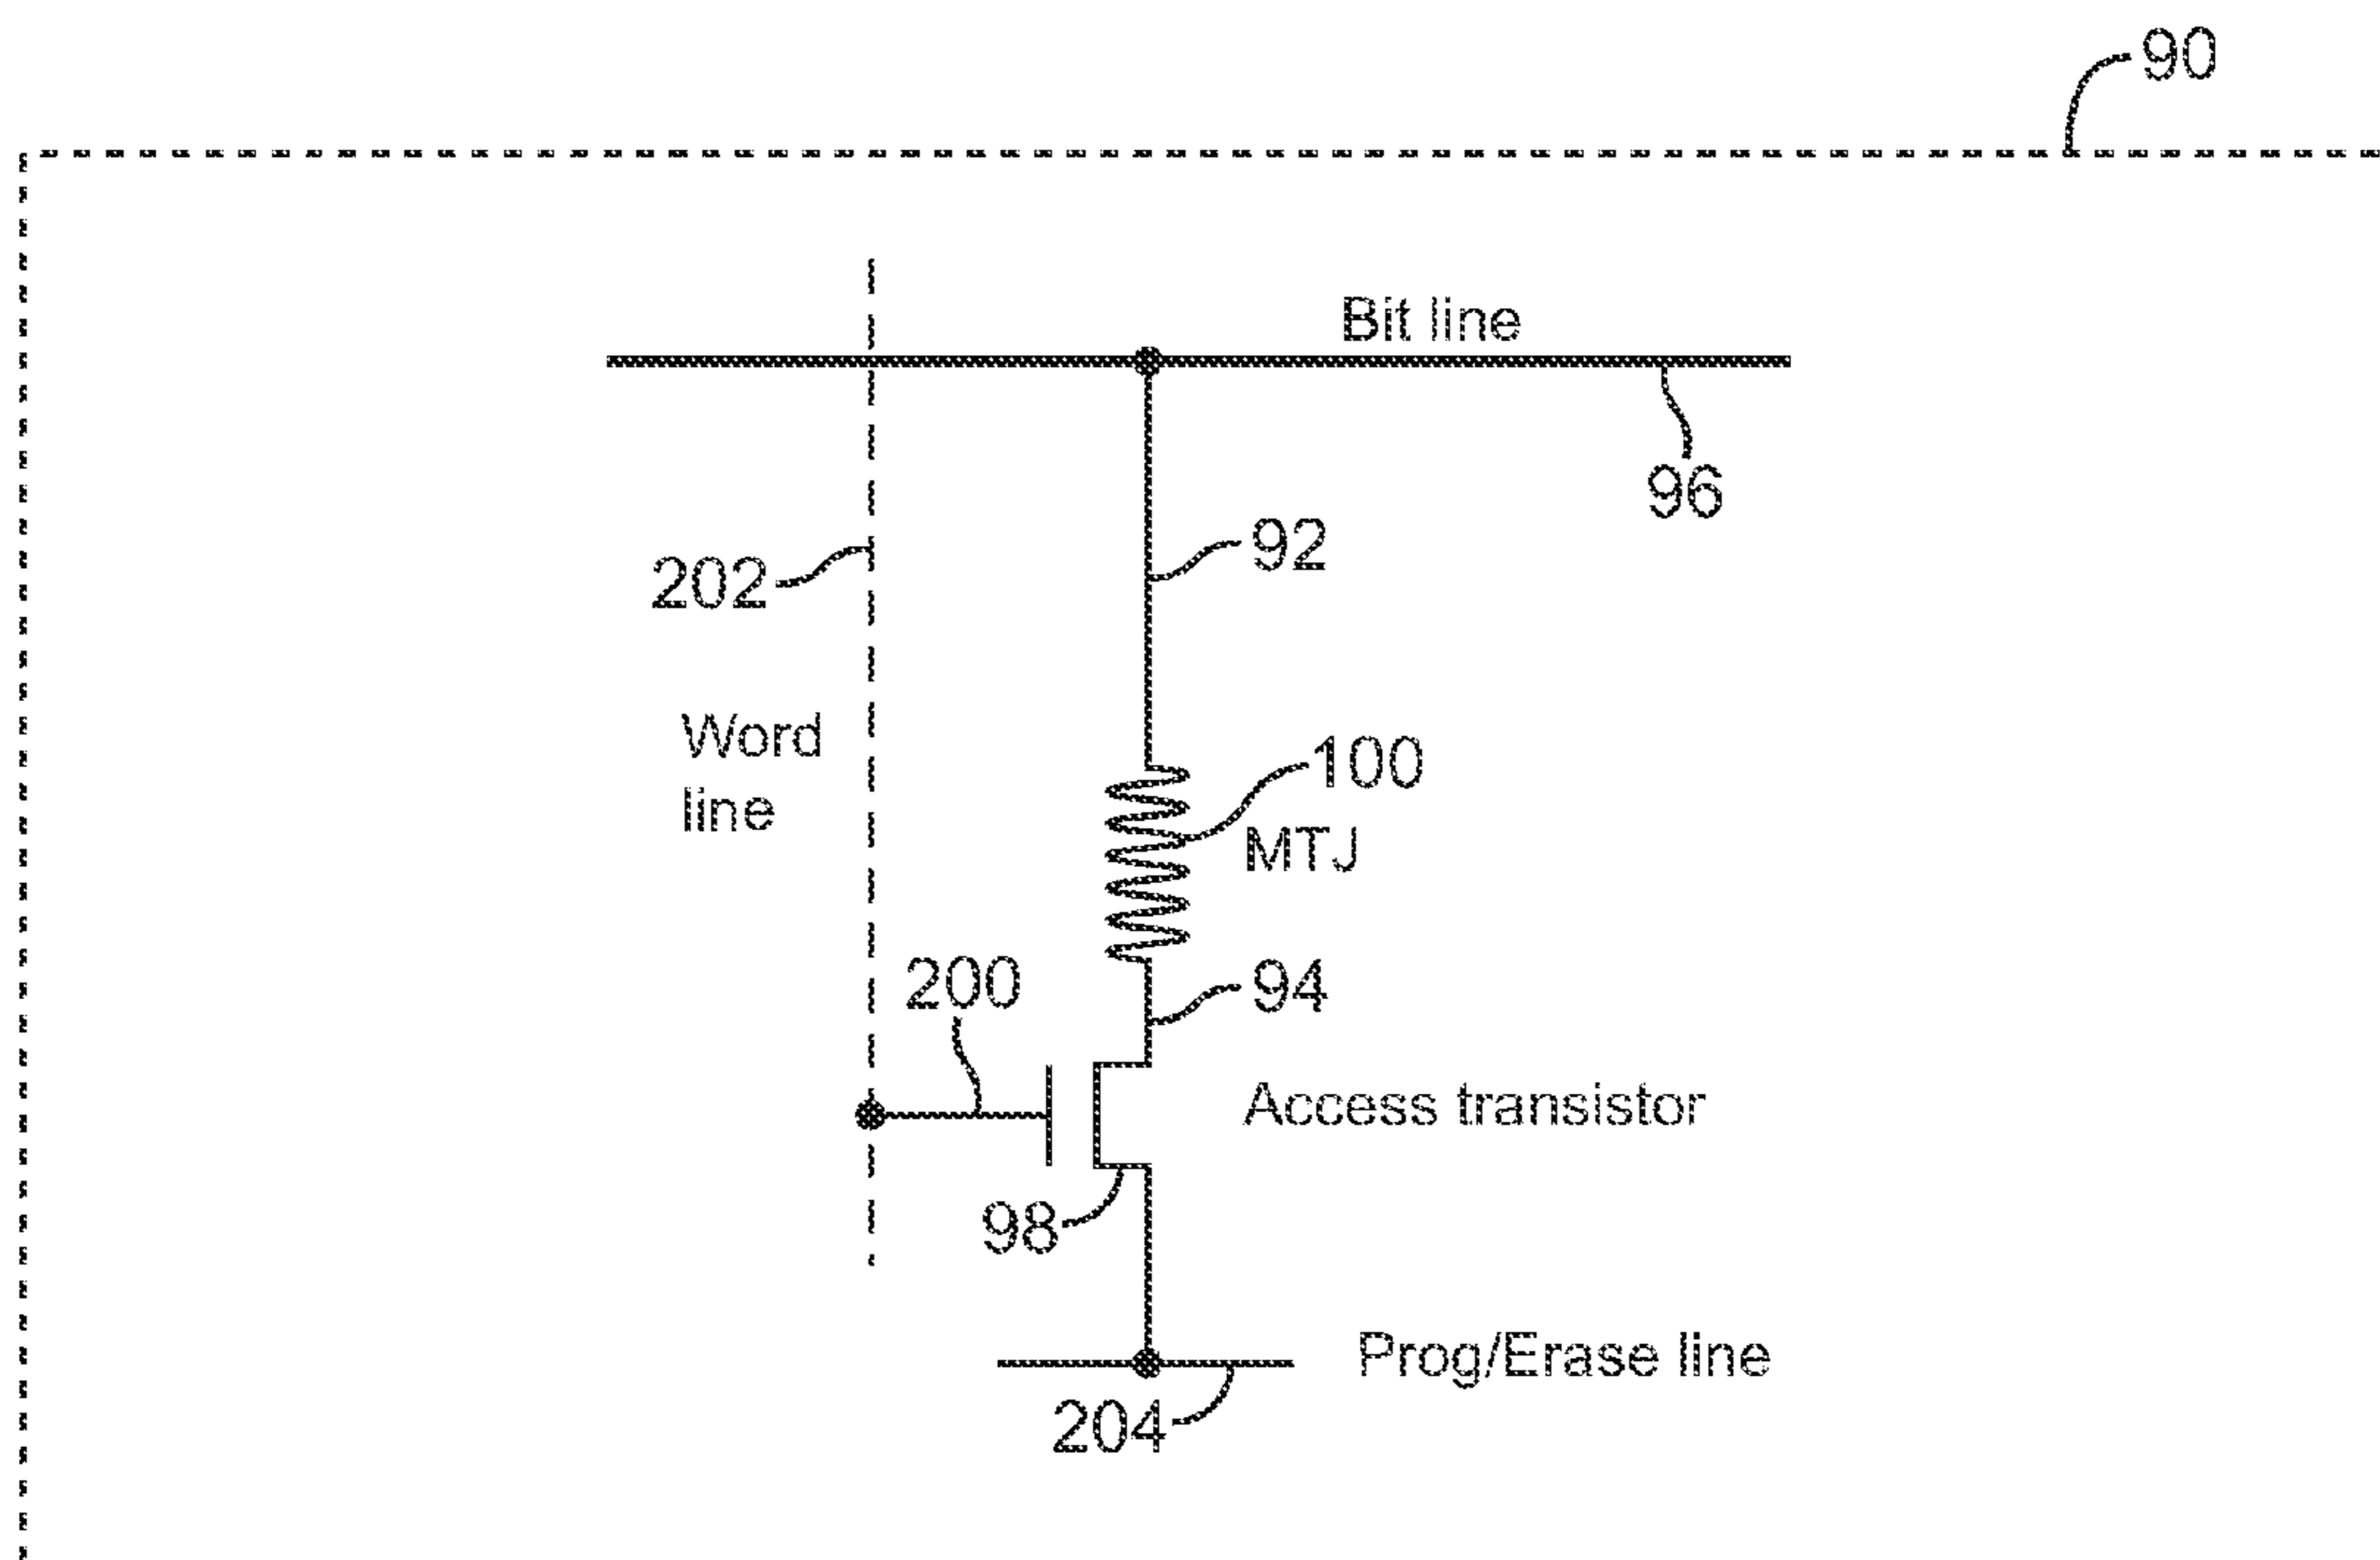 90
Bit line
96
92
202
Word
line
100
MTJ
200
94
Access transistor
98
Prog/Erase line
204